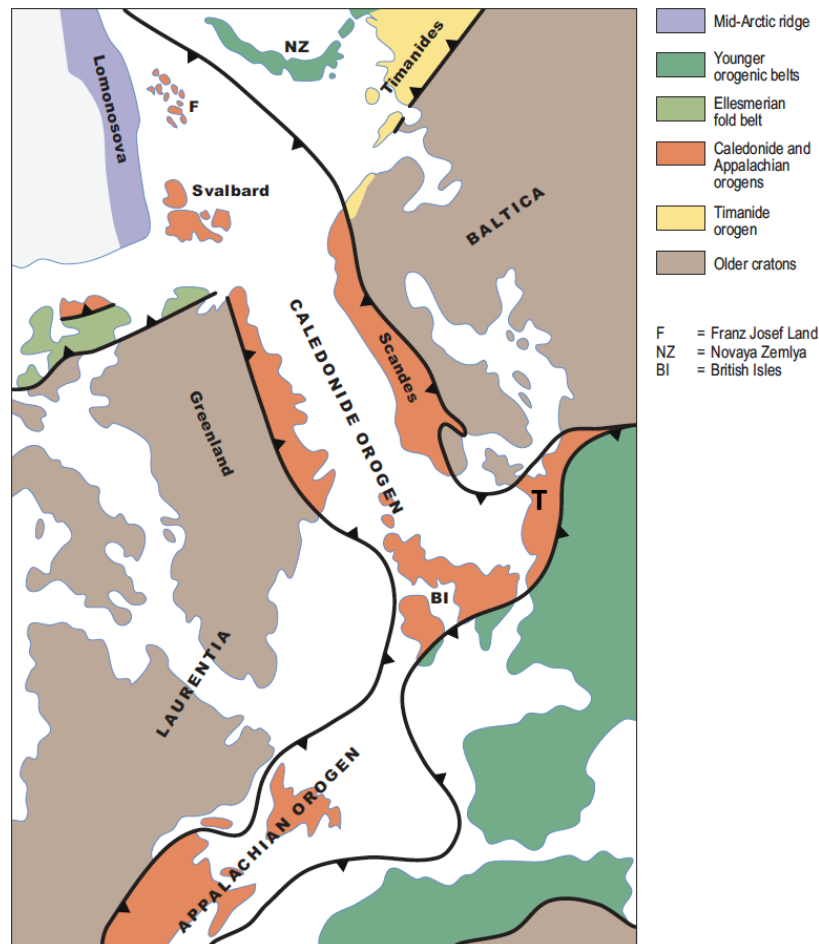 NZ
Timanides
Lomonosova
F
Svalbard
BALTICA
CALEDONIDE OROGEN
Scandes
Greenland
T
BI
LAURENTIA
APPALACHIAN OROGEN
Mid-Arctic ridge
Younger
orogenic belts
Ellesmerian
fold belt
Caledonide and
Appalachian
orogens
Timanide
orogen
Older cratons
F = Franz Josef Land
NZ = Novaya Zemlya
BI = British Isles